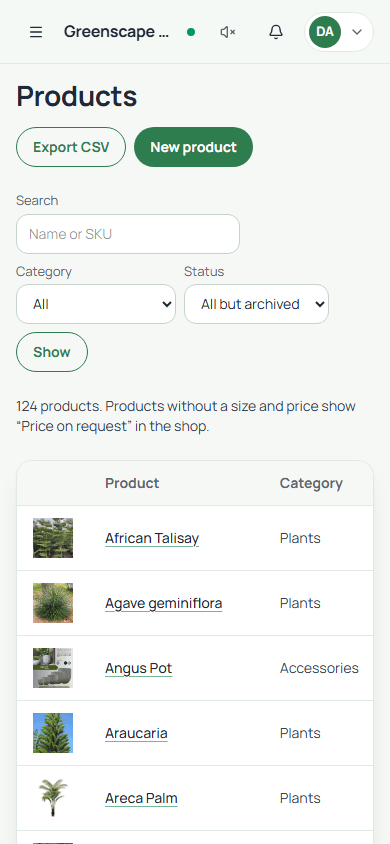 Greenscape ...
DA
Products
Export CSV
New product
Search
Name or SKU
Category
Status
All
All but archived
Show
124 products. Products without a size and price show
“Price on request” in the shop.
Product
Category
African Talisay
Plants
Agave geminiflora
Plants
Angus Pot
Accessories
Araucaria
Plants
Areca Palm
Plants